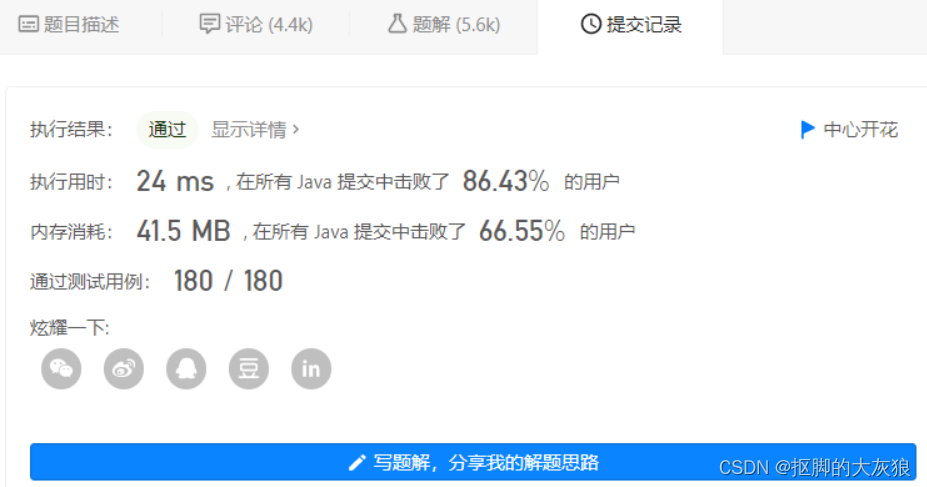 题目描述 评论 (4.4k) 题解 (5.6k) 提交记录
执行结果： 通过 显示详情 > 中心开花
执行用时： 24 ms , 在所有 Java 提交中击败了 86.43% 的用户
内存消耗： 41.5 MB , 在所有 Java 提交中击败了 66.55% 的用户
通过测试用例： 180 / 180
炫耀一下:
豆 in
写题解，分享我的解题思路
CSDN @抠脚的大灰狼